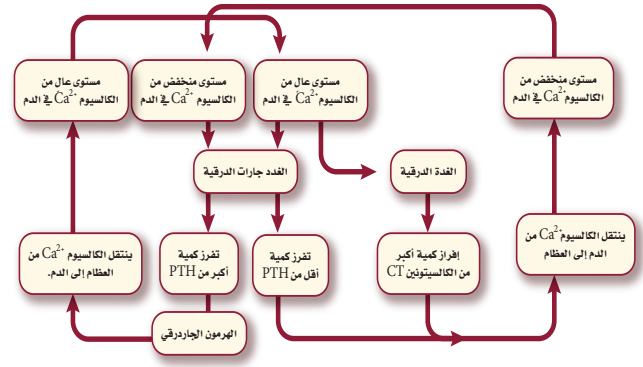 مستوى منخفض من
الكالسيوم Ca²⁺ في الدم
مستوى عال من
الكالسيوم Ca²⁺ في الدم
مستوى منخفض من
الكالسيوم Ca²⁺ في الدم
مستوى عال من
الكالسيوم Ca²⁺ في الدم
الغدة الدرقية
الغدد جارات الدرقية
ينتقل الكالسيوم Ca²⁺ من
الدم إلى العظام
إفراز كمية أكبر
من الكالسيتونين CT
تفرز كمية
أقل من PTH
تفرز كمية
أكبر من PTH
ينتقل الكالسيوم Ca²⁺ من
العظام إلى الدم.
الهرمون الجاردرقي